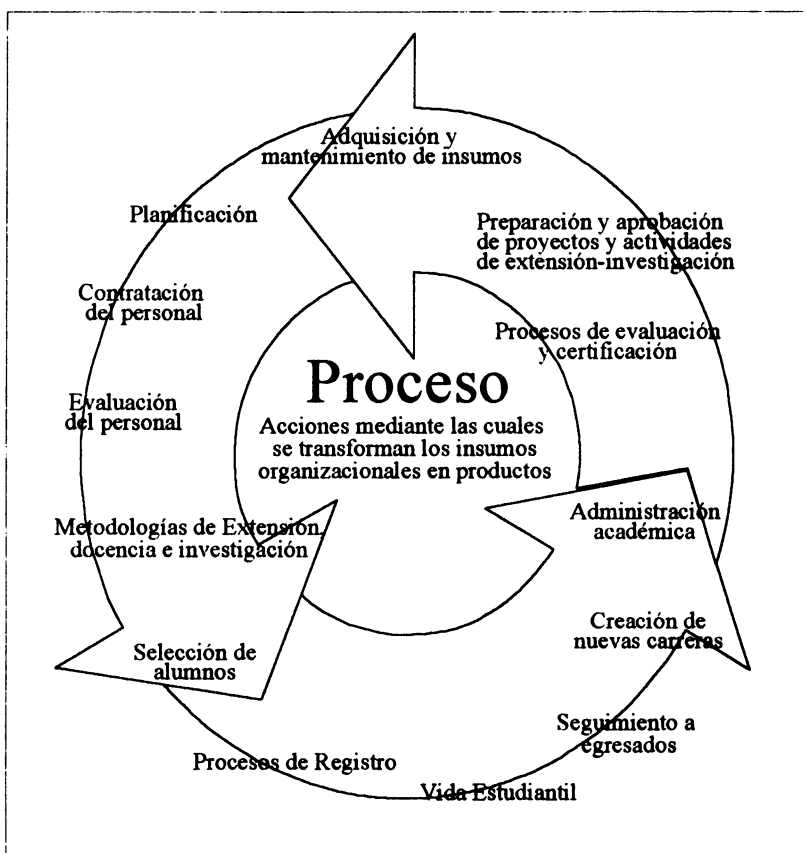 Adquisición y
mantenimiento de insumos
Planificación
Preparación y aprobación
de proyectos y actividades
de extensión-investigación
Contratación
del personal
Procesos de evaluación
y certificación
Proceso
Acciones mediante las cuales
se transforman los insumos
organizacionales en productos
Evaluación
del personal
Administración
académica
Metodologías de Extensión,
docencia e investigación
Creación de
nuevas carreras
Selección de
alumnos
Seguimiento a
egresados
Procesos de Registro
Vida Estudiantil